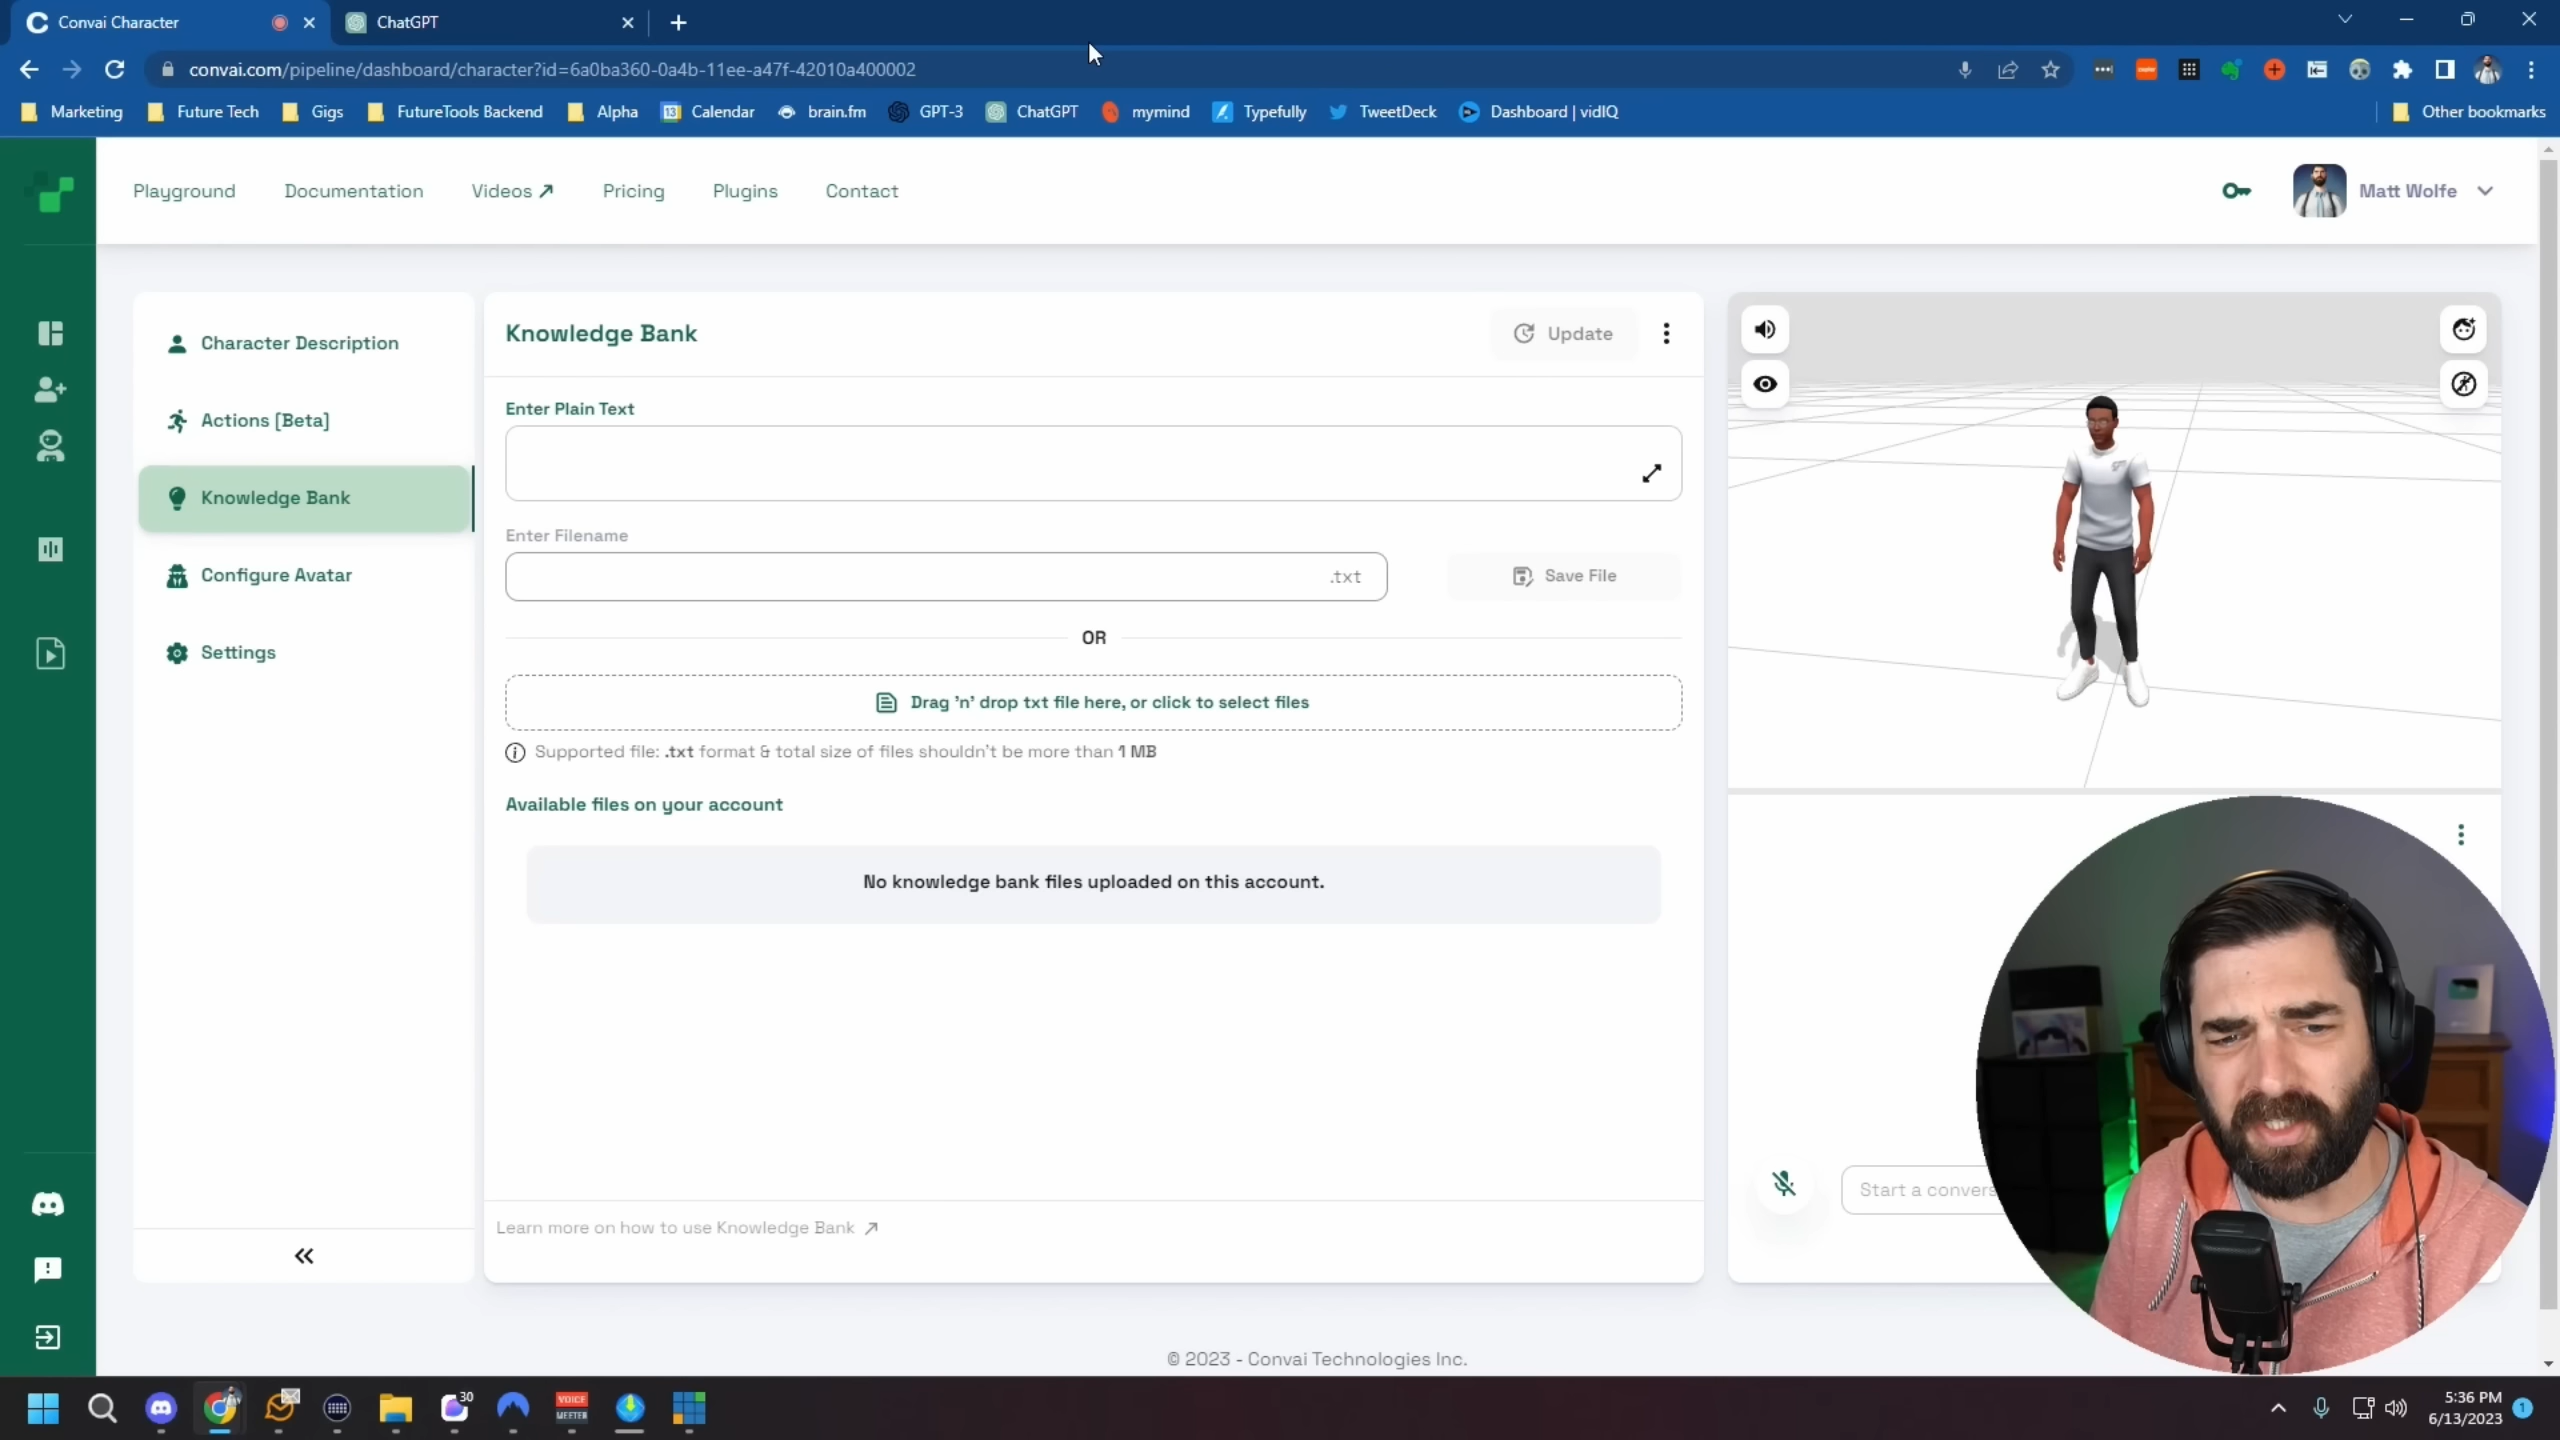 Convai Character
ChatGPT
convai.com/pipeline/dashboard/character?id=6a0ba360-0a4b-11ee-a47f-42010a400002
Marketing
Future Tech
Gigs
FutureTools Backend
Alpha
Calendar
brain.fm
GPT-3
ChatGPT
mymind
Typefully
TweetDeck
Dashboard | vidIQ
Other bookmarks
Playground
Documentation
Videos
Pricing
Plugins
Contact
Matt Wolfe
Character Description
Actions [Beta]
Knowledge Bank
Configure Avatar
Settings
Knowledge Bank
Update
Enter Plain Text
Enter Filename
.txt
Save File
OR
Drag 'n' drop txt file here, or click to select files
Supported file: .txt format & total size of files shouldn't be more than 1 MB
Available files on your account
No knowledge bank files uploaded on this account.
Learn more on how to use Knowledge Bank
Start a convers
© 2023 - Convai Technologies Inc.
30
VOICE
MEETER
5:36 PM
6/13/2023
1